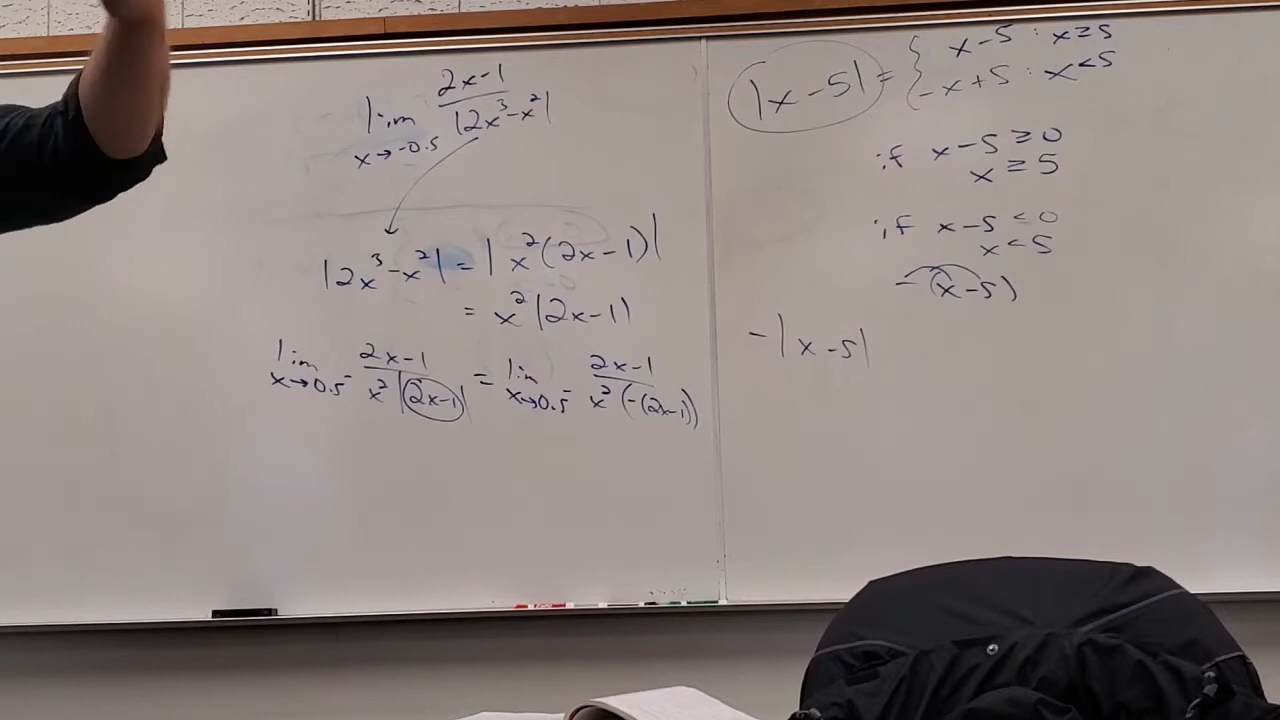 lim x→-0.5 2x-1 / |2x³-x²|
|2x³-x²| = |x²(2x-1)|
= x²|2x-1|
lim x→0.5⁻ 2x-1 / x²|2x-1| = lim x→0.5⁻ 2x-1 / x²(-(2x-1))
|x-5| = { x-5 : x≥5
-x+5 : x<5
if x-5 ≥ 0
x ≥ 5
if x-5 < 0
x < 5
-(x-5)
-|x-5|